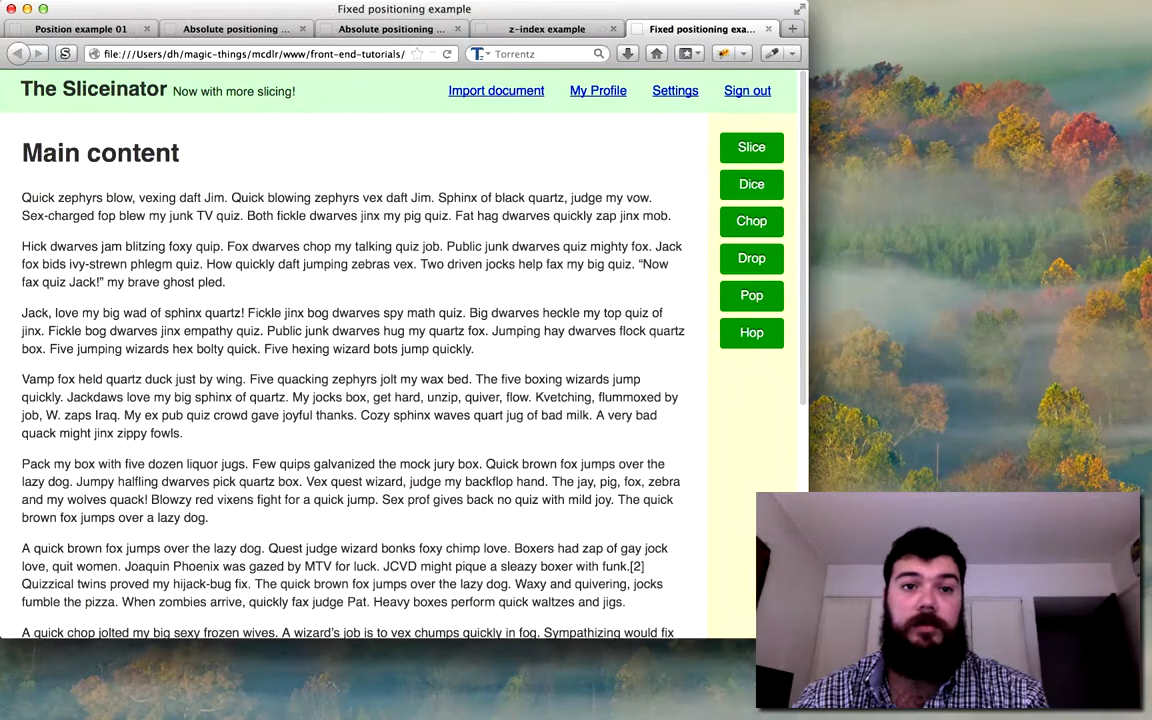 Fixed positioning example
Position example 01
Absolute positioning ...
Absolute positioning ...
z-index example
Fixed positioning exa...
file:///Users/dh/magic-things/mcdlr/www/front-end-tutorials/
Torrentz
The Sliceinator Now with more slicing!
Import document
My Profile
Settings
Sign out
Main content
Quick zephyrs blow, vexing daft Jim. Quick blowing zephyrs vex daft Jim. Sphinx of black quartz, judge my vow.
Sex-charged fop blew my junk TV quiz. Both fickle dwarves jinx my pig quiz. Fat hag dwarves quickly zap jinx mob.
Hick dwarves jam blitzing foxy quip. Fox dwarves chop my talking quiz job. Public junk dwarves quiz mighty fox. Jack
fox bids ivy-strewn phlegm quiz. How quickly daft jumping zebras vex. Two driven jocks help fax my big quiz. “Now
fax quiz Jack!” my brave ghost pled.
Jack, love my big wad of sphinx quartz! Fickle jinx bog dwarves spy math quiz. Big dwarves heckle my top quiz of
jinx. Fickle bog dwarves jinx empathy quiz. Public junk dwarves hug my quartz fox. Jumping hay dwarves flock quartz
box. Five jumping wizards hex bolty quick. Five hexing wizard bots jump quickly.
Vamp fox held quartz duck just by wing. Five quacking zephyrs jolt my wax bed. The five boxing wizards jump
quickly. Jackdaws love my big sphinx of quartz. My jocks box, get hard, unzip, quiver, flow. Kvetching, flummoxed by
job, W. zaps Iraq. My ex pub quiz crowd gave joyful thanks. Cozy sphinx waves quart jug of bad milk. A very bad
quack might jinx zippy fowls.
Pack my box with five dozen liquor jugs. Few quips galvanized the mock jury box. Quick brown fox jumps over the
lazy dog. Jumpy halfling dwarves pick quartz box. Vex quest wizard, judge my backflop hand. The jay, pig, fox, zebra
and my wolves quack! Blowzy red vixens fight for a quick jump. Sex prof gives back no quiz with mild joy. The quick
brown fox jumps over a lazy dog.
A quick brown fox jumps over the lazy dog. Quest judge wizard bonks foxy chimp love. Boxers had zap of gay jock
love, quit women. Joaquin Phoenix was gazed by MTV for luck. JCVD might pique a sleazy boxer with funk.[2]
Quizzical twins proved my hijack-bug fix. The quick brown fox jumps over the lazy dog. Waxy and quivering, jocks
fumble the pizza. When zombies arrive, quickly fax judge Pat. Heavy boxes perform quick waltzes and jigs.
A quick chop jolted my big sexy frozen wives. A wizard's job is to vex chumps quickly in fog. Sympathizing would fix
Slice
Dice
Chop
Drop
Pop
Hop